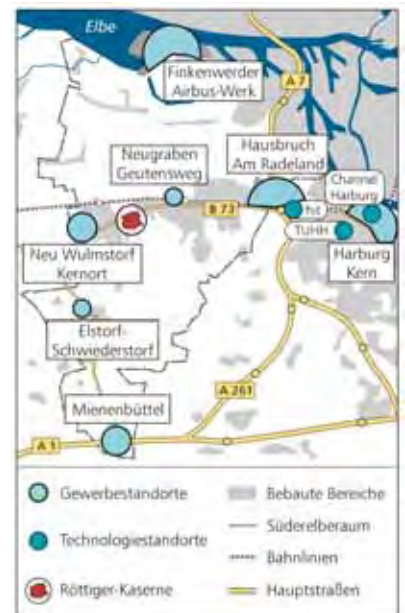 Elbe
Finkenwerder
Airbus-Werk
A 7
Neugraben
Geutensweg
Hausbruch
Am Radeland
Channel
Harburg
B 73
hit
TUHH
Neu Wulmstorf
Kernort
Harburg
Kern
Elstorf-
Schwiederstorf
A 261
Mienenbüttel
A 1
Gewerbestandorte
Bebaute Bereiche
Süderelberaum
Technologiestandorte
Bahnlinien
Röttiger-Kaserne
Hauptstraßen